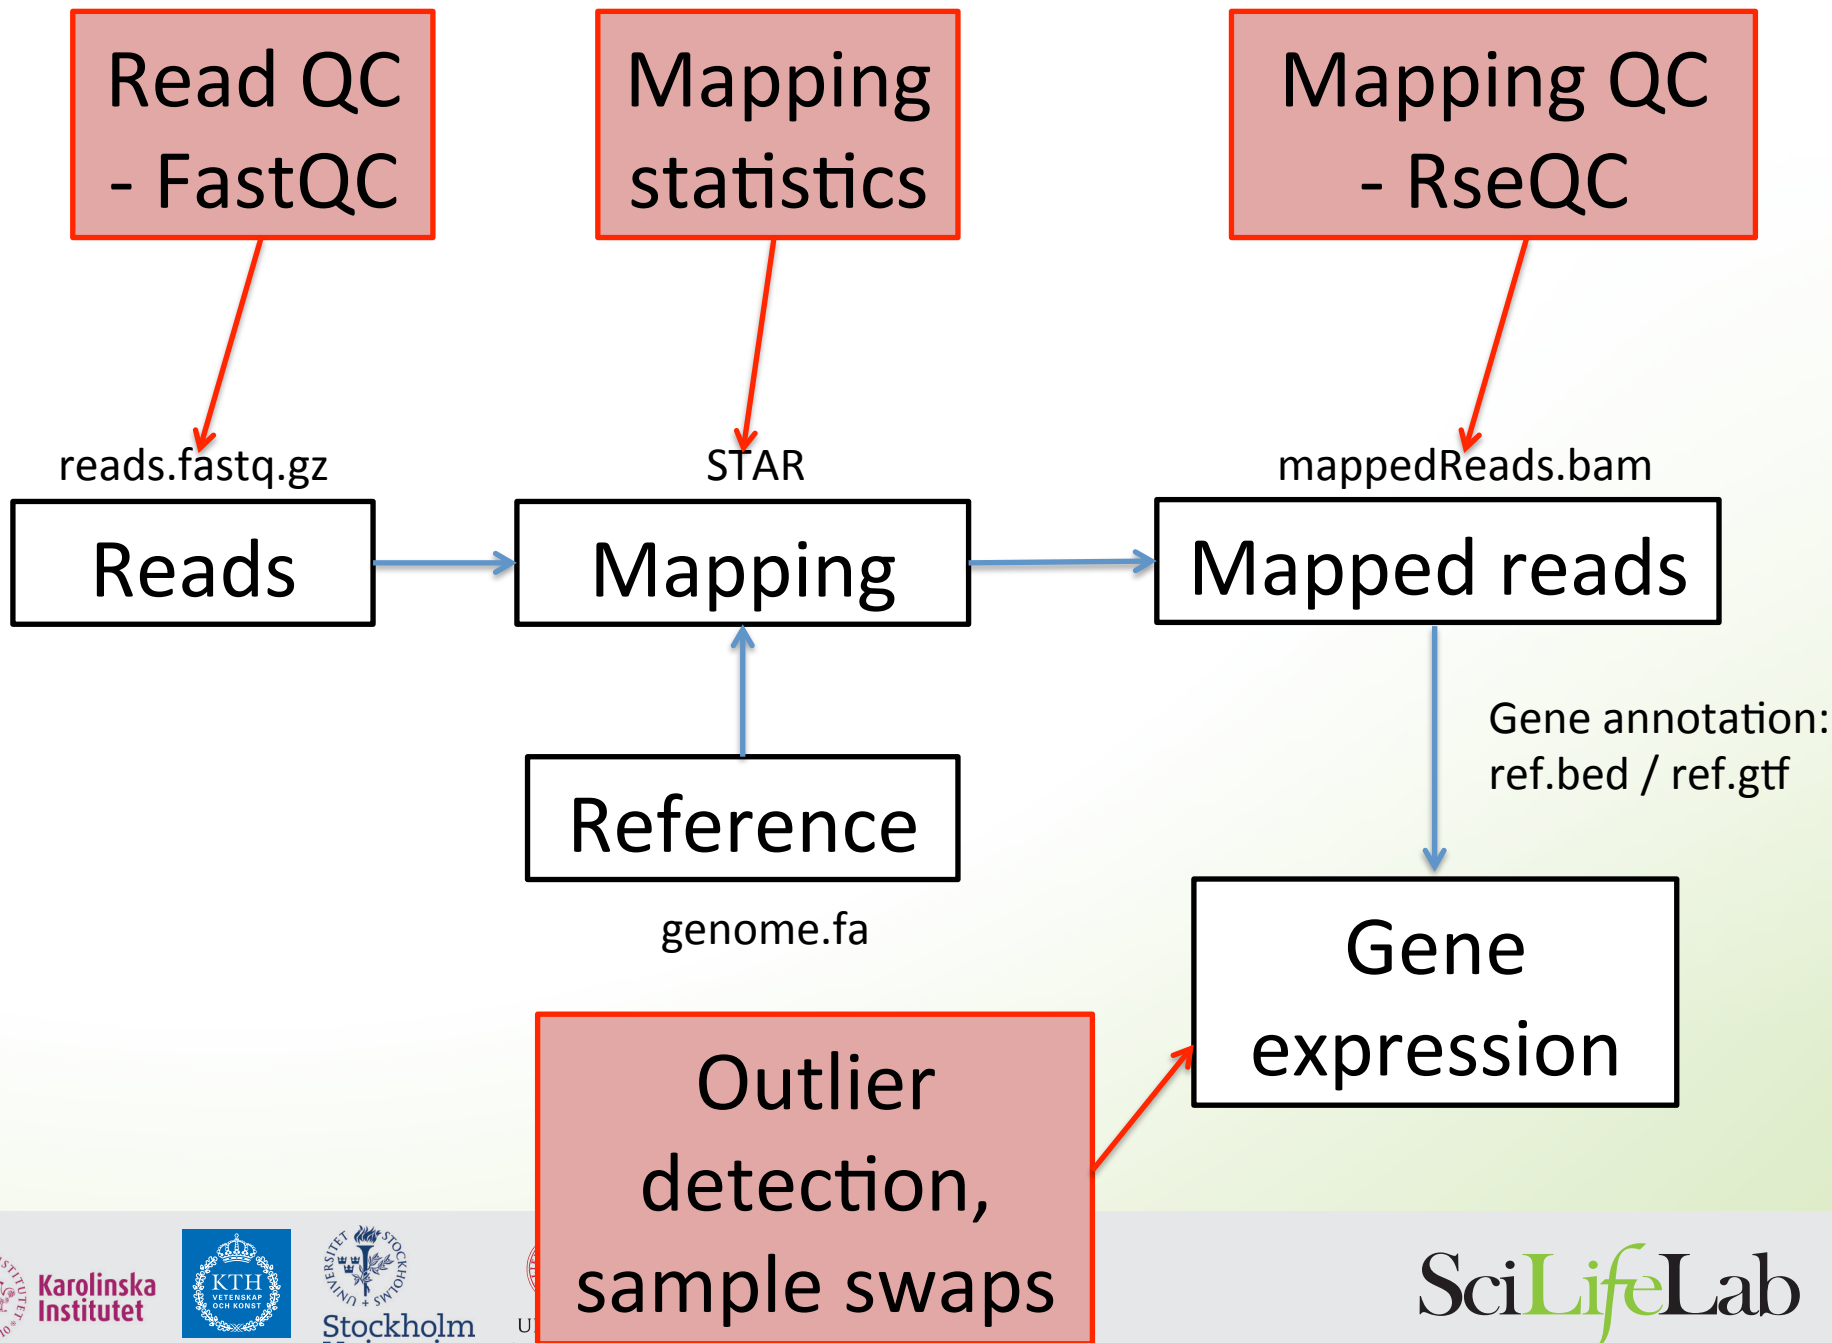 Read QC
- FastQC
Mapping
statistics
Mapping QC
- RseQC
reads.fastq.gz
STAR
mappedReads.bam
Reads
Mapping
Mapped reads
Gene annotation:
ref.bed / ref.gtf
Reference
genome.fa
Gene
expression
Outlier
detection,
sample swaps
Karolinska
Institutet
KTH
VETENSKAP
OCH KONST
Stockholm
SciLifeLab